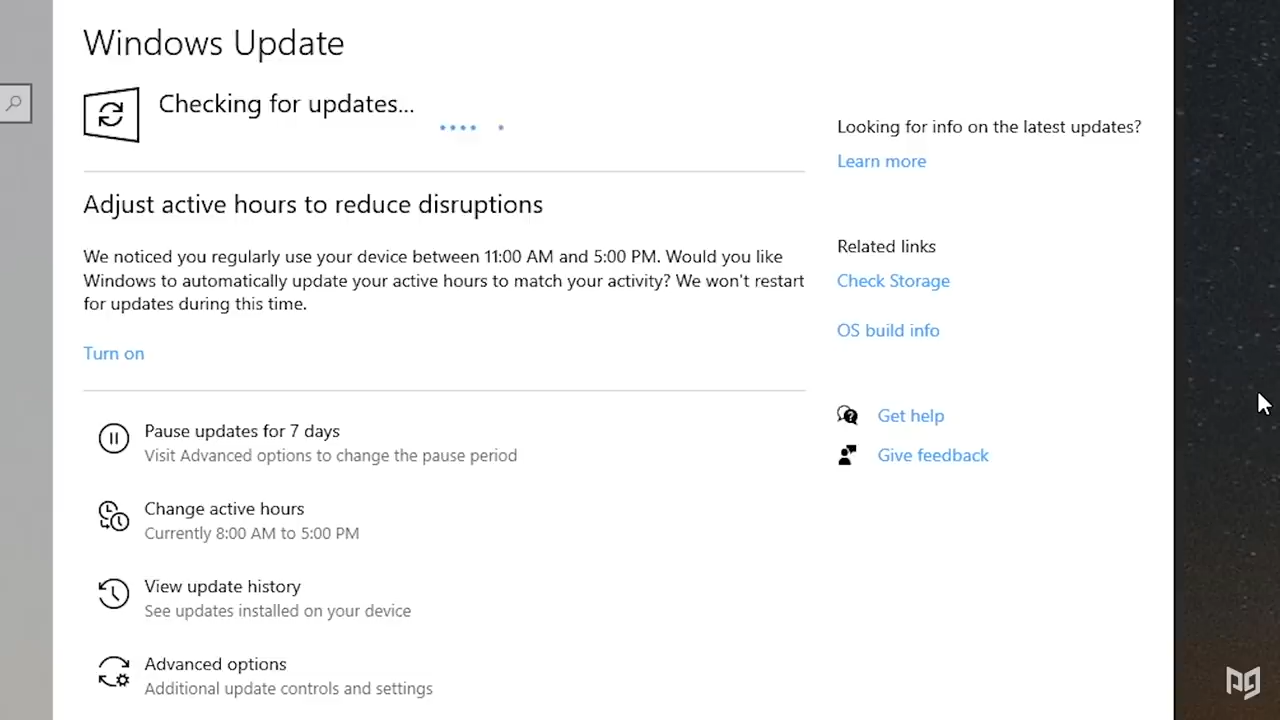 Windows Update
Checking for updates...
Adjust active hours to reduce disruptions
We noticed you regularly use your device between 11:00 AM and 5:00 PM. Would you like
Windows to automatically update your active hours to match your activity? We won't restart
for updates during this time.
Turn on
Pause updates for 7 days
Visit Advanced options to change the pause period
Change active hours
Currently 8:00 AM to 5:00 PM
View update history
See updates installed on your device
Advanced options
Additional update controls and settings
Looking for info on the latest updates?
Learn more
Related links
Check Storage
OS build info
Get help
Give feedback